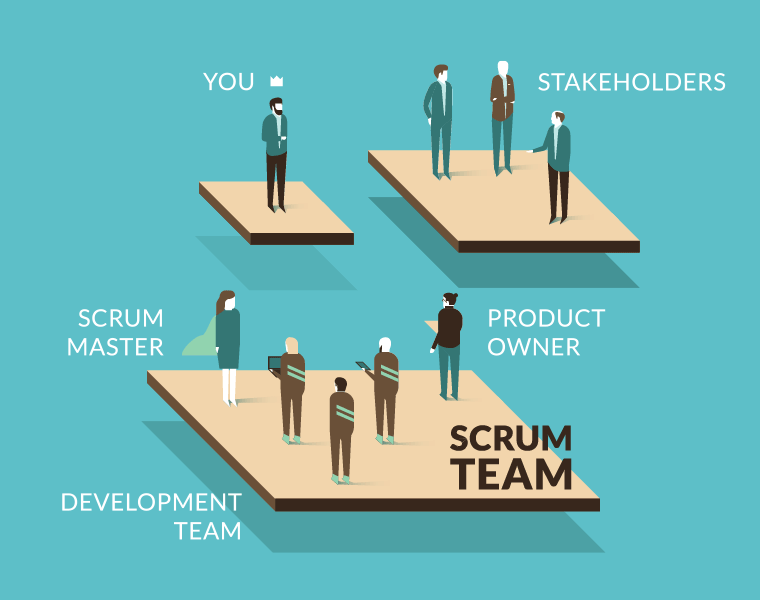 YOU
STAKEHOLDERS
SCRUM
MASTER
PRODUCT
OWNER
SCRUM
TEAM
DEVELOPMENT
TEAM